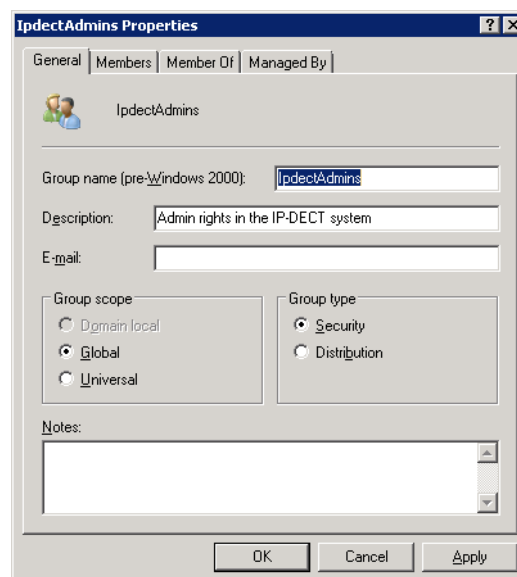 IpdectAdmins Properties
General Members Member Of Managed By
IpdectAdmins
Group name (pre-Windows 2000): IpdectAdmins
Description: Admin rights in the IP-DECT system
E-mail:
Group scope
Domain local
Global
Universal
Group type
Security
Distribution
Notes:
OK Cancel Apply